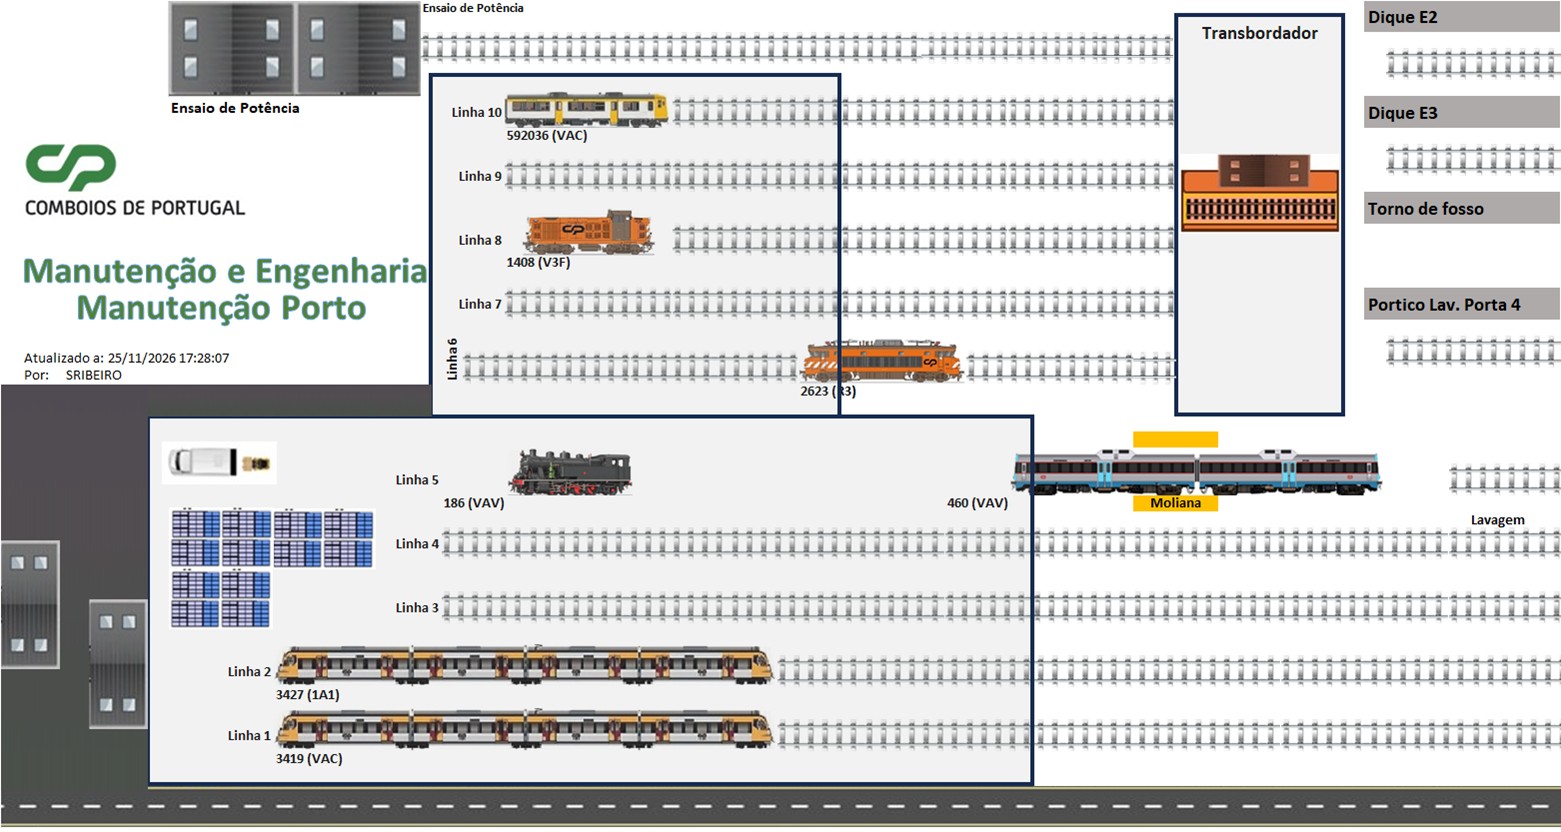 Ensaio de Potência
Ensaio de Potência
Transbordador
Dique E2
Dique E3
Torno de fosso
Portico Lav. Porta 4
cp
COMBOIOS DE PORTUGAL
Manutenção e Engenharia
Manutenção Porto
Atualizado a: 25/11/2026 17:28:07
Por: SRIBEIRO
Linha 10
592036 (VAC)
Linha 9
Linha 8
1408 (V3F)
Linha 7
Linha 6
2623 (R3)
Linha 5
186 (VAV)
460 (VAV)
Moliana
Lavagem
Linha 4
Linha 3
Linha 2
3427 (1A1)
Linha 1
3419 (VAC)